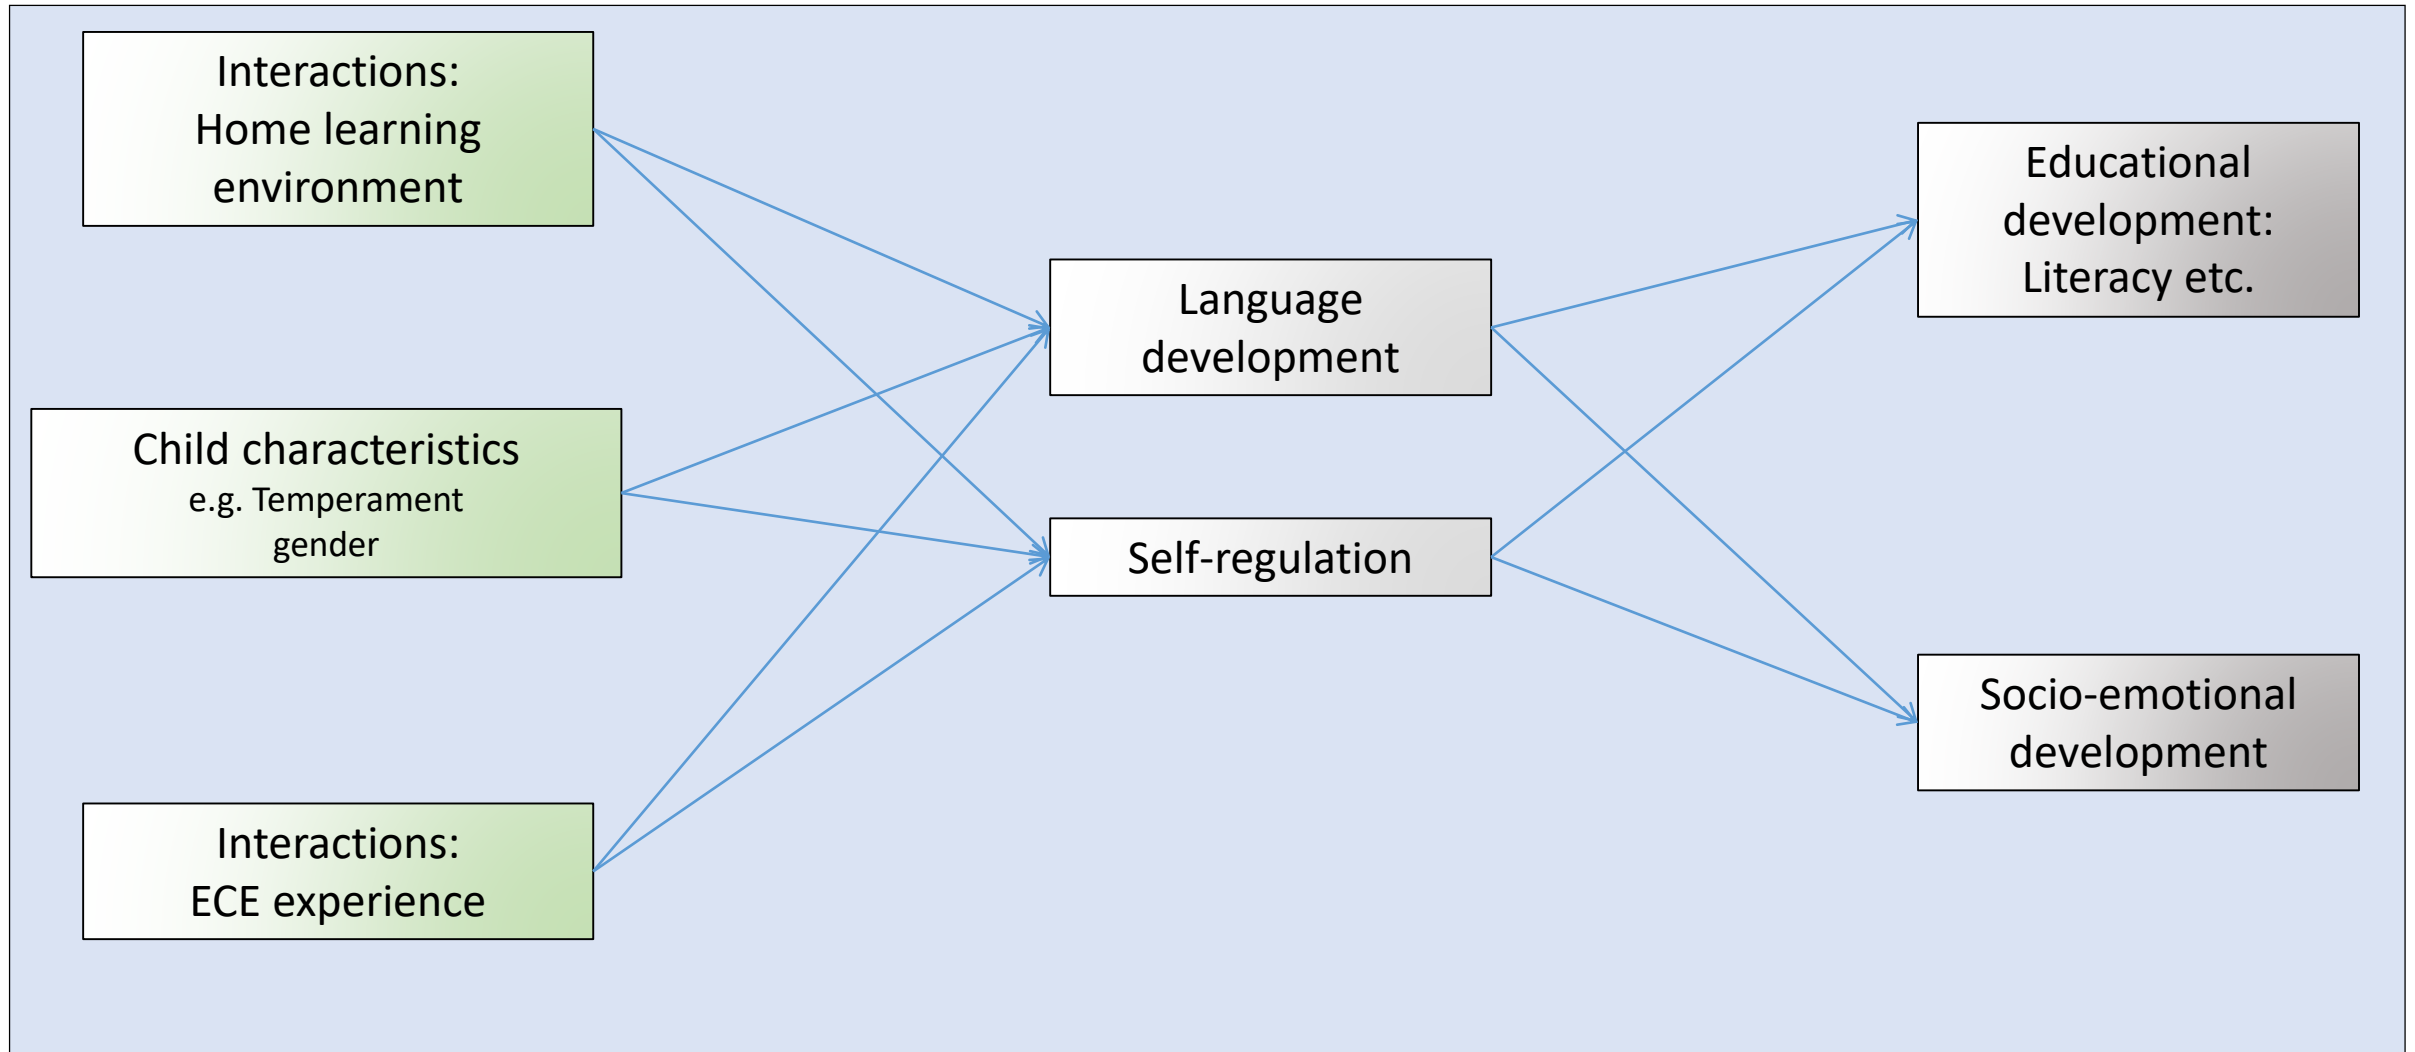 Interactions:
Home learning
environment
Child characteristics
e.g. Temperament
gender
Interactions:
ECE experience
Language
development
Self-regulation
Educational
development:
Literacy etc.
Socio-emotional
development